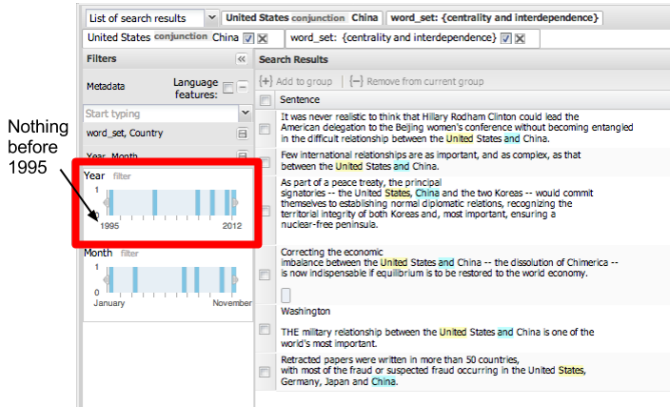 List of search results
United States conjunction China
word_set: {centrality and interdependence}
United States conjunction China
word_set: {centrality and interdependence}
Filters
Metadata
Language
features:
Start typing
word_set, Country
Year, Month
Nothing
before
1995
Year filter
1
0
1995
2012
Month filter
1
0
January
November
Search Results
{+} Add to group | {—} Remove from current group
Sentence
It was never realistic to think that Hillary Rodham Clinton could lead the
American delegation to the Beijing women's conference without becoming entangled
in the difficult relationship between the United States and China.
Few international relationships are as important, and as complex, as that
between the United States and China.
As part of a peace treaty, the principal
signatories -- the United States, China and the two Koreas -- would commit
themselves to establishing normal diplomatic relations, recognizing the
territorial integrity of both Koreas and, most important, ensuring a
nuclear-free peninsula.
Correcting the economic
imbalance between the United States and China -- the dissolution of Chimerica --
is now indispensable if equilibrium is to be restored to the world economy.
Washington
THE military relationship between the United States and China is one of the
world's most important.
Retracted papers were written in more than 50 countries,
with most of the fraud or suspected fraud occurring in the United States,
Germany, Japan and China.